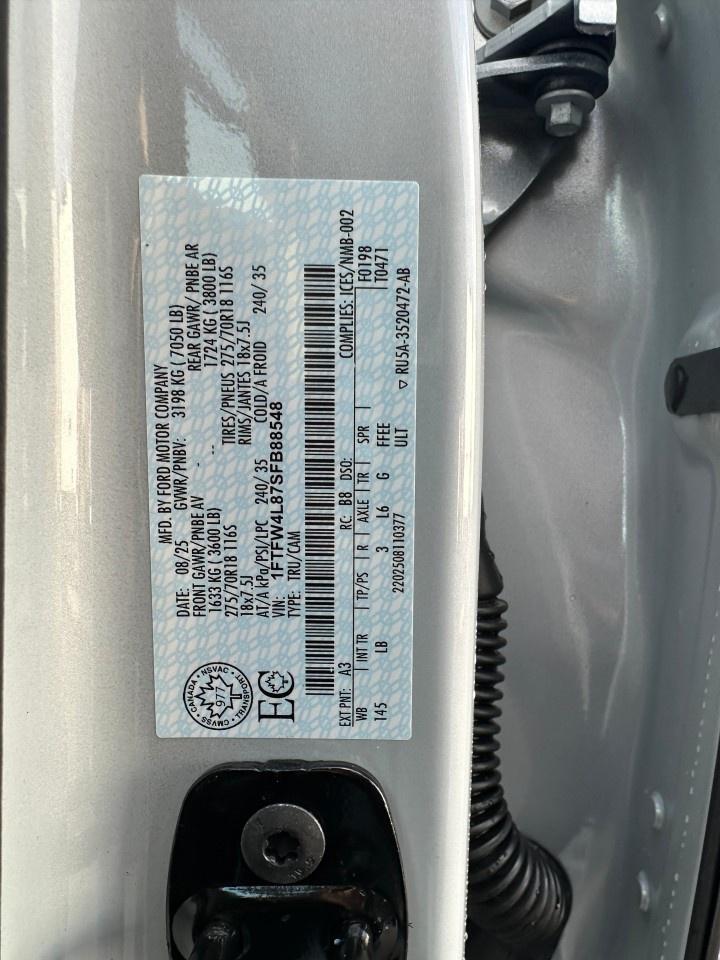 MFD. BY FORD MOTOR COMPANY
DATE: 08/25 GVWR/PNBV: 3198 KG ( 7050 LB)
FRONT GAWR/PNBE AV REAR GAWR/ PNBE AR
1633 KG ( 3600 LB) 1724 KG ( 3800 LB)
275/70R18 116S TIRES/PNEUS 275/70R18 116S
18x7.5J RIMS/JANTES 18x7.5J
AT/A kPa/PSI/LPC 240/ 35 COLD/A FROID 240/ 35
VIN: 1FTFW4L87SFB88548
TYPE: TRU/CAM
CANADA · NSVAC · TRANSPORT · CMVSS ·
977
EC
EXT PNT: A3 RC: B8 DSO: COMPLIES: ICES/NMB-002
WB INT TR TP/PS R AXLE TR SPR F0198
145 LB 3 L6 G FFEE T0471
2202508110377 ULT ▽ RU5A-3520472-AB